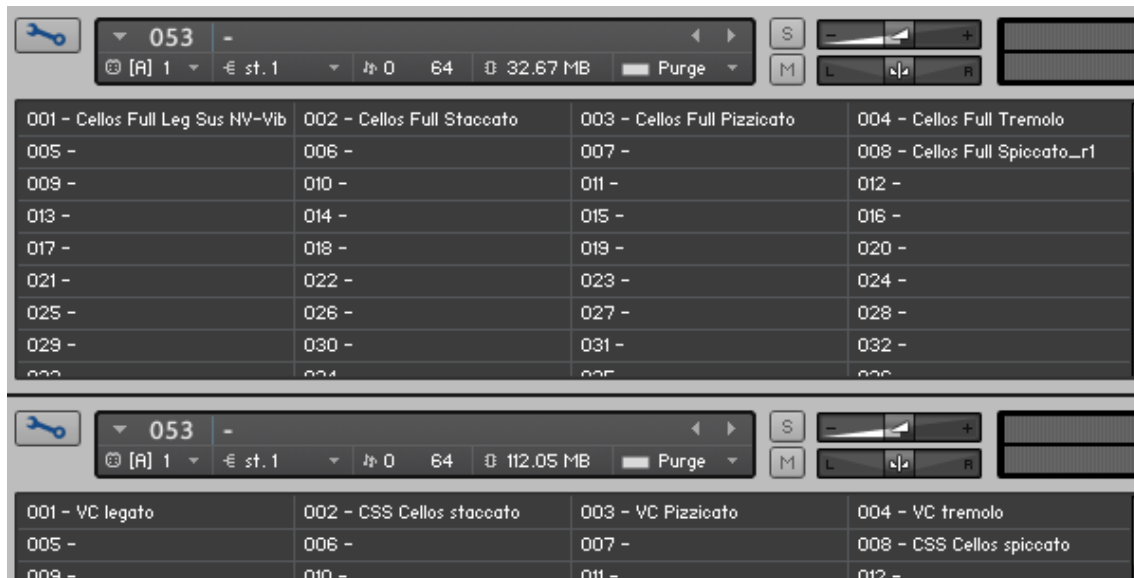 053 - S - +
[A] 1 st. 1 0 64 32.67 MB Purge M L R
001 - Cellos Full Leg Sus NV-Vib 002 - Cellos Full Staccato 003 - Cellos Full Pizzicato 004 - Cellos Full Tremolo
005 - 006 - 007 - 008 - Cellos Full Spiccato_r1
009 - 010 - 011 - 012 -
013 - 014 - 015 - 016 -
017 - 018 - 019 - 020 -
021 - 022 - 023 - 024 -
025 - 026 - 027 - 028 -
029 - 030 - 031 - 032 -
053 - S - +
[A] 1 st. 1 0 64 112.05 MB Purge M L R
001 - VC legato 002 - CSS Cellos staccato 003 - VC Pizzicato 004 - VC tremolo
005 - 006 - 007 - 008 - CSS Cellos spiccato
009 - 010 - 011 - 012 -